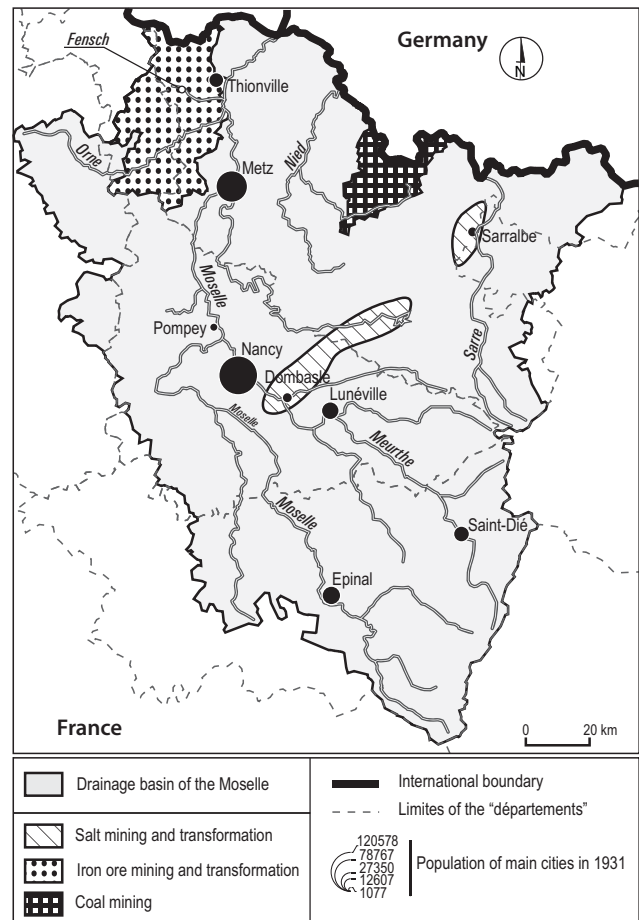 Germany
N
Fensch
Thionville
Orne
Nied
Metz
Sarralbe
Moselle
Pompey
Nancy
Sarre
Dombasle
Lunéville
Moselle
Meurthe
Moselle
Saint-Dié
Epinal
France
0 20 km
Drainage basin of the Moselle
Salt mining and transformation
Iron ore mining and transformation
Coal mining
International boundary
Limites of the “départements”
120578
78767
27350
12607
1077
Population of main cities in 1931